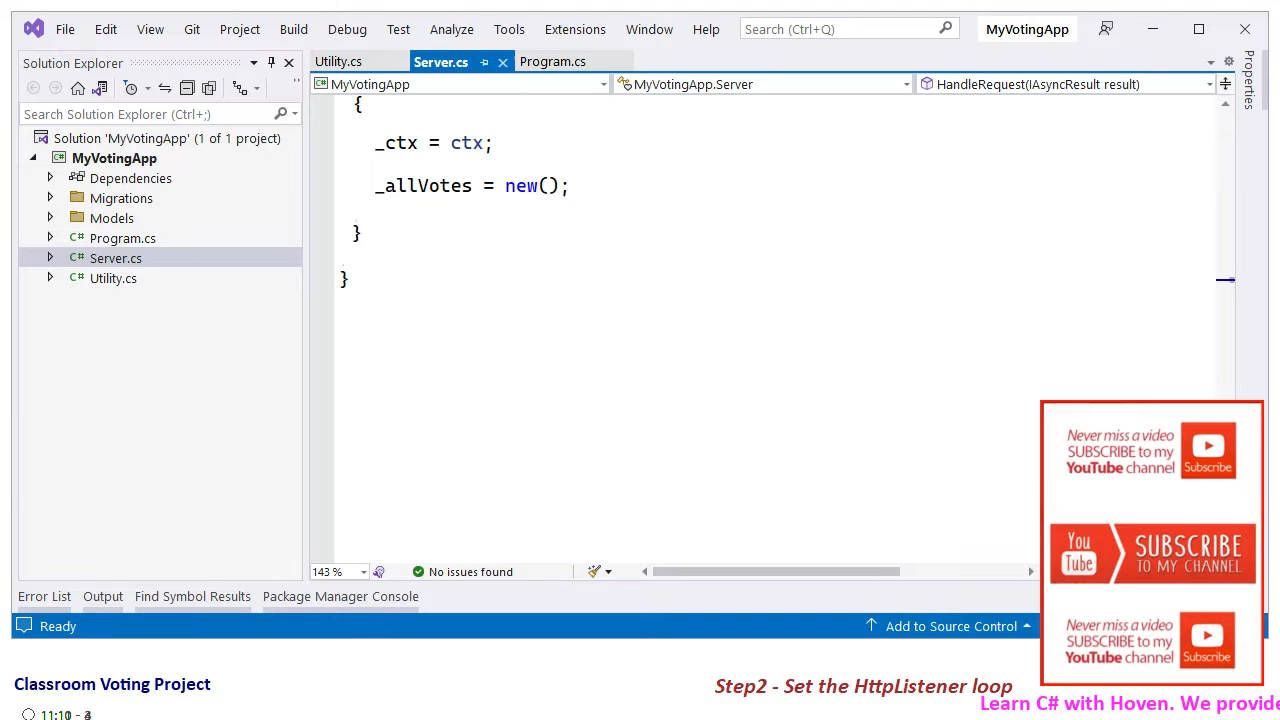 File Edit View Git Project Build Debug Test Analyze Tools Extensions Window Help Search (Ctrl+Q) MyVotingApp
Solution Explorer
Utility.cs Server.cs Program.cs
Properties
MyVotingApp MyVotingApp.Server HandleRequest(IAsyncResult result)
Search Solution Explorer (Ctrl+;)
Solution 'MyVotingApp' (1 of 1 project)
MyVotingApp
Dependencies
Migrations
Models
C# Program.cs
C# Server.cs
C# Utility.cs
{
_ctx = ctx;
_allVotes = new();
}
}
143 % No issues found
Error List Output Find Symbol Results Package Manager Console
Ready Add to Source Control
Never miss a video
SUBSCRIBE to my
YouTube channel
Subscribe
You
Tube
SUBSCRIBE
TO MY CHANNEL
Never miss a video
SUBSCRIBE to my
YouTube channel
Subscribe
Classroom Voting Project
Step2 - Set the HttpListener loop
Learn C# with Hoven. We provide